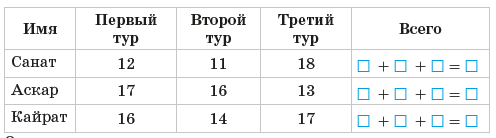 Имя Первый тур Второй тур Третий тур Всего
Санат 12 11 18 □ + □ + □ = □
Аскар 17 16 13 □ + □ + □ = □
Кайрат 16 14 17 □ + □ + □ = □